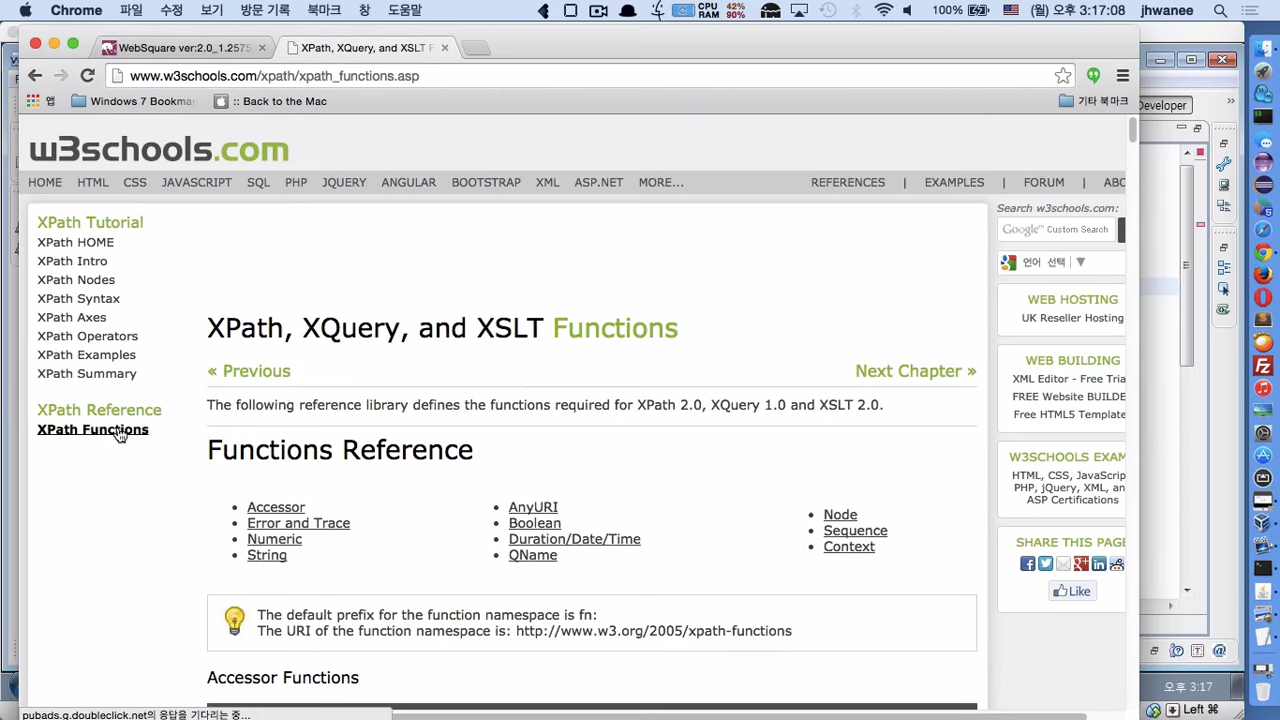 Chrome 파일 수정 보기 방문 기록 북마크 창 도움말 CPU 42% RAM 90% 100% (월) 오후 3:17:08 jhwanee
WebSquare ver:2.0_1.2575 XPath, XQuery, and XSLT F
www.w3schools.com/xpath/xpath_functions.asp
앱 Windows 7 Bookma :: Back to the Mac 기타 북마크
Developer
w3schools.com
HOME HTML CSS JAVASCRIPT SQL PHP JQUERY ANGULAR BOOTSTRAP XML ASP.NET MORE... REFERENCES | EXAMPLES | FORUM | ABO
XPath Tutorial
XPath HOME
XPath Intro
XPath Nodes
XPath Syntax
XPath Axes
XPath Operators
XPath Examples
XPath Summary
XPath Reference
XPath Functions
XPath, XQuery, and XSLT Functions
« Previous Next Chapter »
The following reference library defines the functions required for XPath 2.0, XQuery 1.0 and XSLT 2.0.
Functions Reference
• Accessor
• Error and Trace
• Numeric
• String
• AnyURI
• Boolean
• Duration/Date/Time
• QName
• Node
• Sequence
• Context
The default prefix for the function namespace is fn:
The URI of the function namespace is: http://www.w3.org/2005/xpath-functions
Accessor Functions
Search w3schools.com:
Google™ Custom Search
언어 선택 ▼
WEB HOSTING
UK Reseller Hosting
WEB BUILDING
XML Editor - Free Tria
FREE Website BUILDE
Free HTML5 Template
W3SCHOOLS EXAM
HTML, CSS, JavaScrip
PHP, jQuery, XML, an
ASP Certifications
SHARE THIS PAGE
Like
pubads.g.doubleclick.net의 응답을 기다리는 중...
오후 3:17
Left ⌘